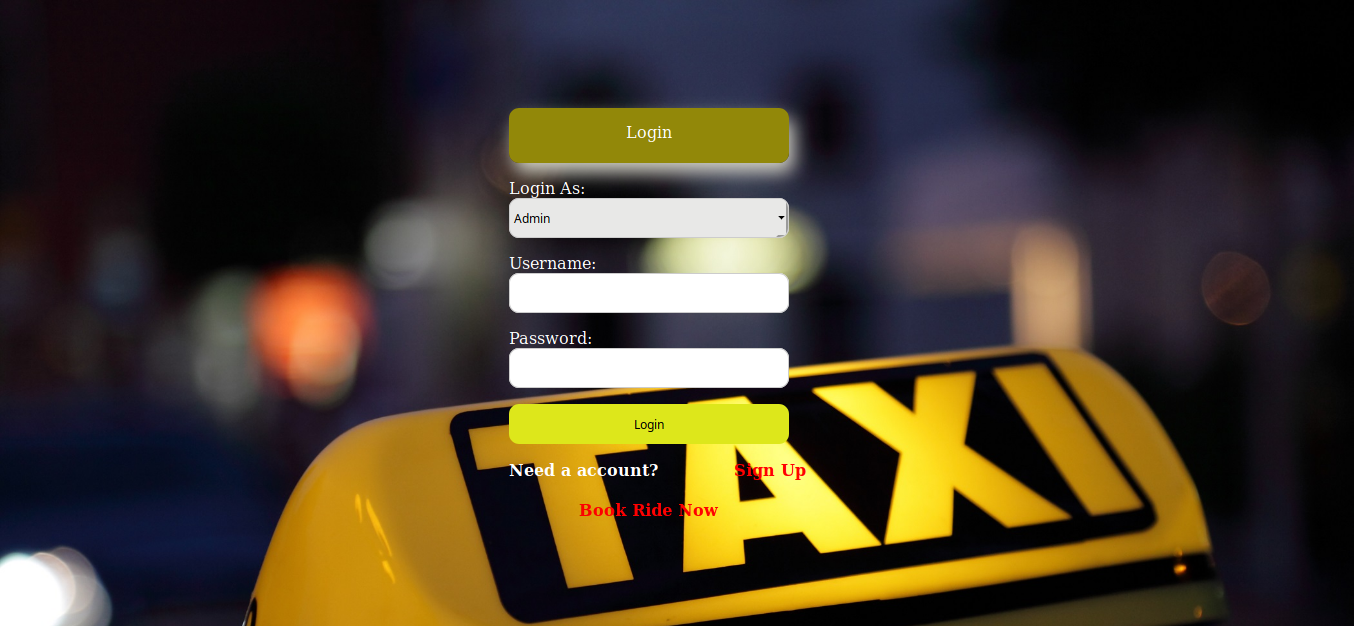 Login
Login As:
Admin
Username:
Password:
Login
Need a account? Sign Up
Book Ride Now
TAXI